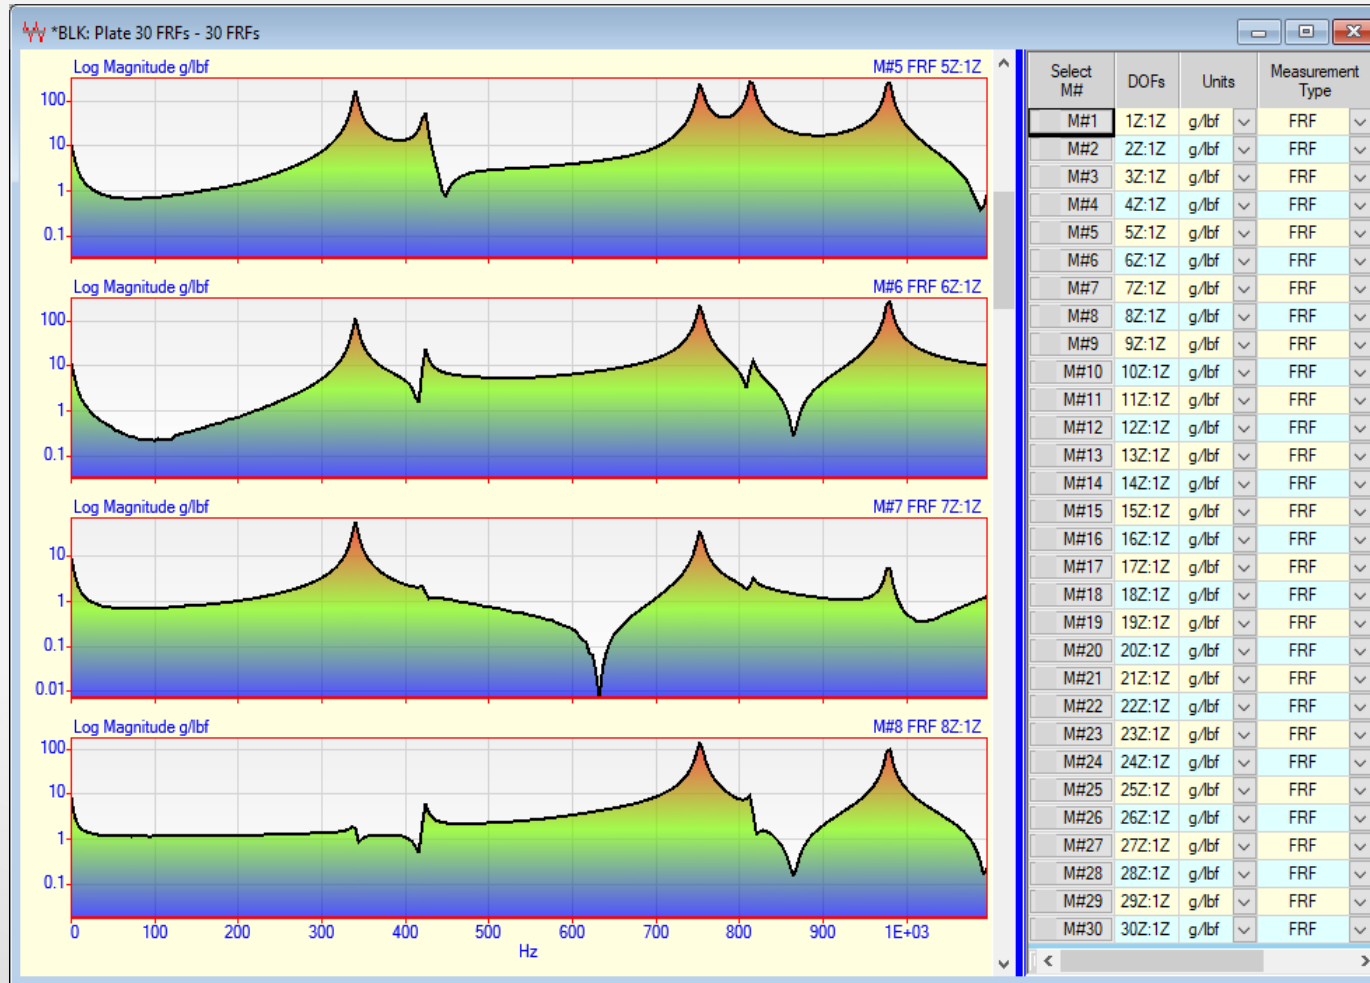 *BLK: Plate 30 FRFs - 30 FRFs
Log Magnitude g/lbf M#5 FRF 5Z:1Z
100
10
1
0.1
Log Magnitude g/lbf M#6 FRF 6Z:1Z
100
10
1
0.1
Log Magnitude g/lbf M#7 FRF 7Z:1Z
10
1
0.1
0.01
Log Magnitude g/lbf M#8 FRF 8Z:1Z
100
10
1
0.1
0 100 200 300 400 500 600 700 800 900 1E+03
Hz
Select M# DOFs Units Measurement Type
M#1 1Z:1Z g/lbf FRF
M#2 2Z:1Z g/lbf FRF
M#3 3Z:1Z g/lbf FRF
M#4 4Z:1Z g/lbf FRF
M#5 5Z:1Z g/lbf FRF
M#6 6Z:1Z g/lbf FRF
M#7 7Z:1Z g/lbf FRF
M#8 8Z:1Z g/lbf FRF
M#9 9Z:1Z g/lbf FRF
M#10 10Z:1Z g/lbf FRF
M#11 11Z:1Z g/lbf FRF
M#12 12Z:1Z g/lbf FRF
M#13 13Z:1Z g/lbf FRF
M#14 14Z:1Z g/lbf FRF
M#15 15Z:1Z g/lbf FRF
M#16 16Z:1Z g/lbf FRF
M#17 17Z:1Z g/lbf FRF
M#18 18Z:1Z g/lbf FRF
M#19 19Z:1Z g/lbf FRF
M#20 20Z:1Z g/lbf FRF
M#21 21Z:1Z g/lbf FRF
M#22 22Z:1Z g/lbf FRF
M#23 23Z:1Z g/lbf FRF
M#24 24Z:1Z g/lbf FRF
M#25 25Z:1Z g/lbf FRF
M#26 26Z:1Z g/lbf FRF
M#27 27Z:1Z g/lbf FRF
M#28 28Z:1Z g/lbf FRF
M#29 29Z:1Z g/lbf FRF
M#30 30Z:1Z g/lbf FRF